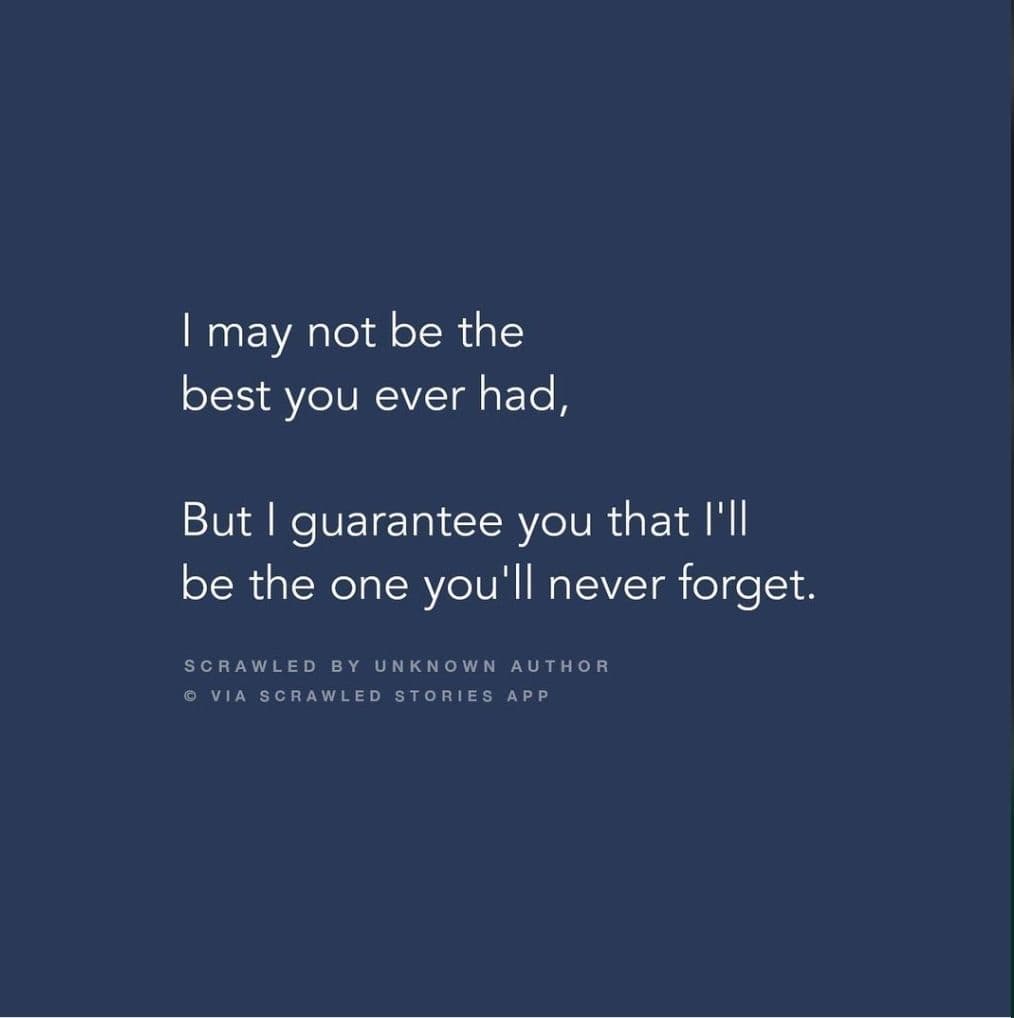 I may not be the
best you ever had,
But I guarantee you that I'll
be the one you'll never forget.
SCRAWLED BY UNKNOWN AUTHOR
© VIA SCRAWLED STORIES APP